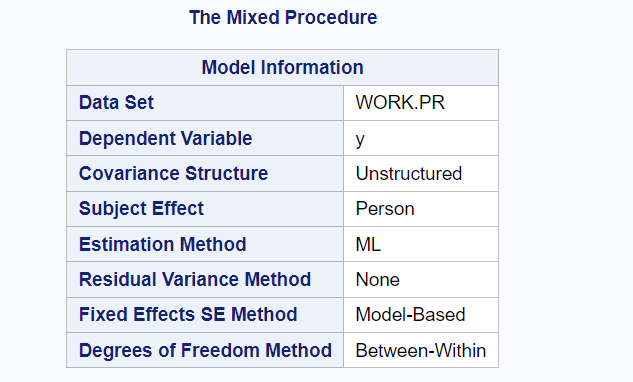 The Mixed Procedure
Model Information
Data Set WORK.PR
Dependent Variable y
Covariance Structure Unstructured
Subject Effect Person
Estimation Method ML
Residual Variance Method None
Fixed Effects SE Method Model-Based
Degrees of Freedom Method Between-Within